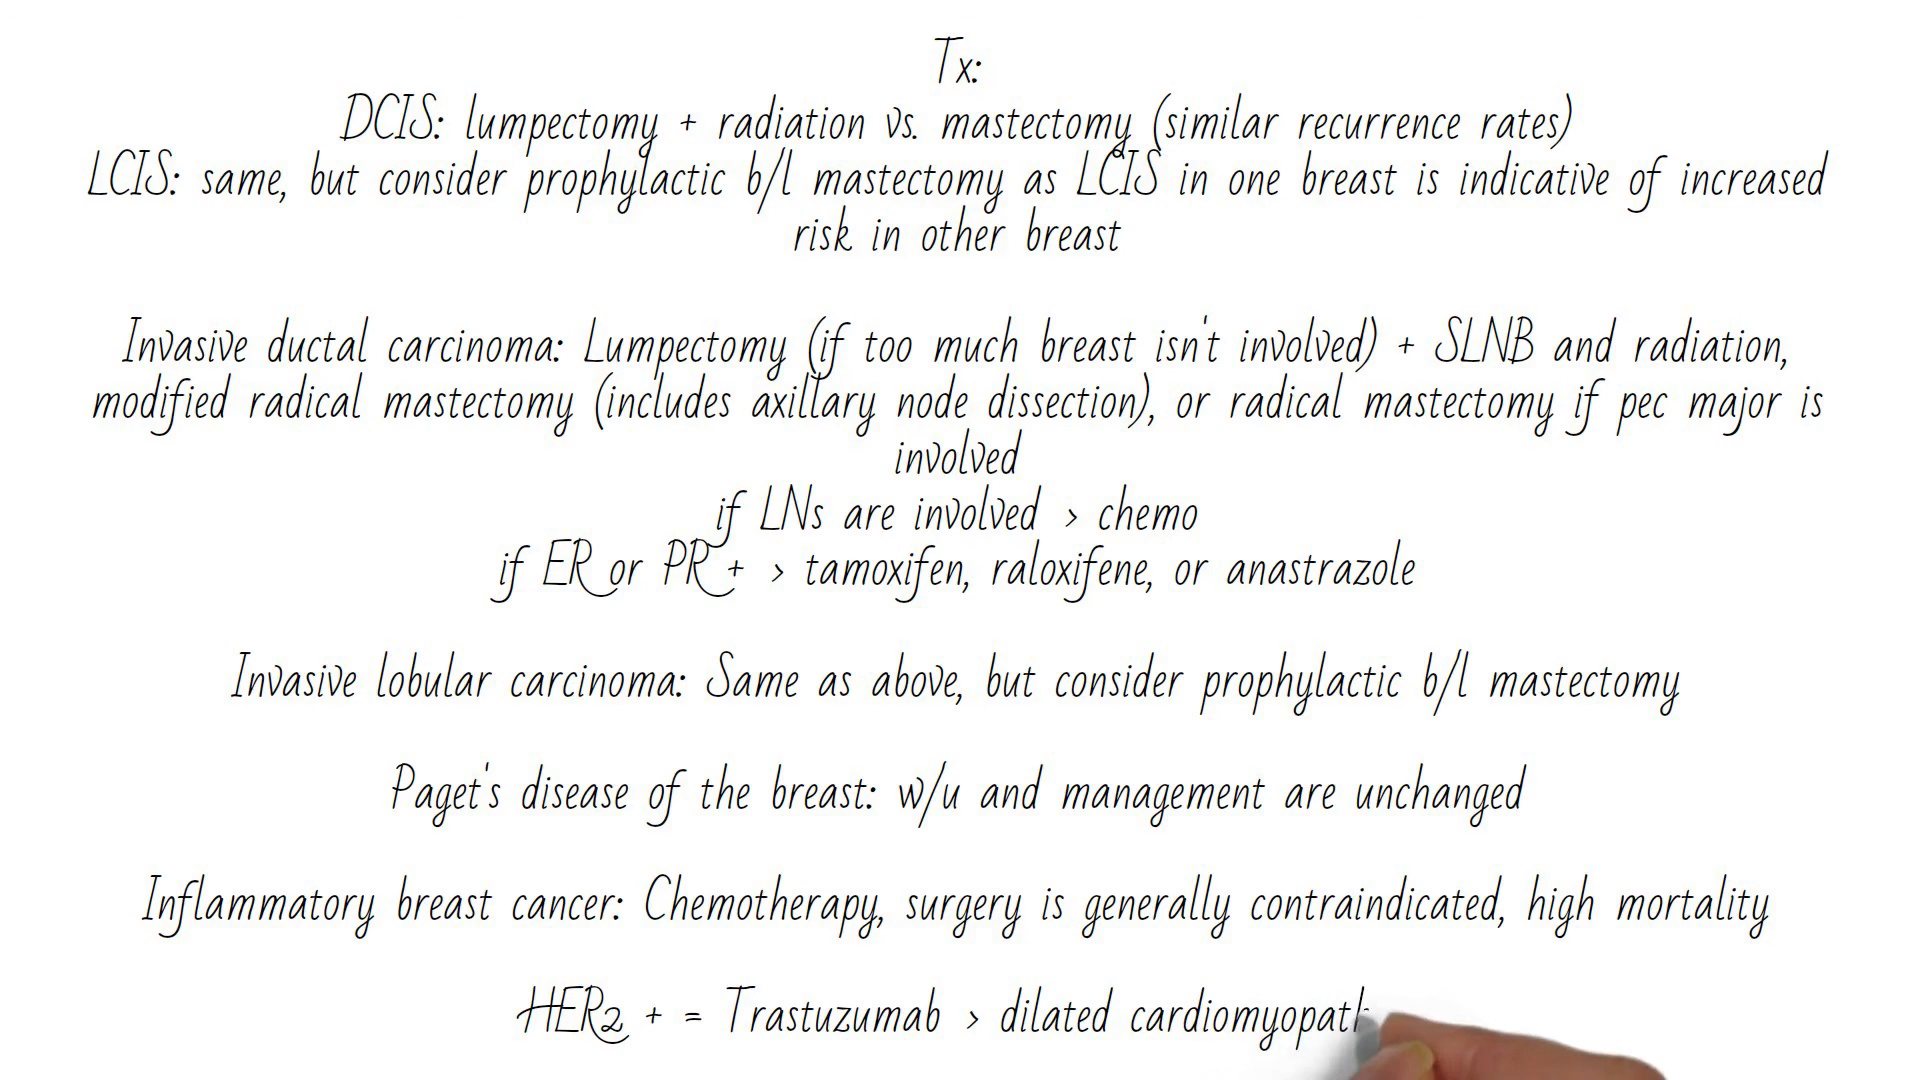 Tx:
DCIS: lumpectomy + radiation vs. mastectomy (similar recurrence rates)
LCIS: same, but consider prophylactic b/l mastectomy as LCIS in one breast is indicative of increased
risk in other breast
Invasive ductal carcinoma: Lumpectomy (if too much breast isn't involved) + SLNB and radiation,
modified radical mastectomy (includes axillary node dissection), or radical mastectomy if pec major is
involved
if LNs are involved > chemo
if ER or PR + > tamoxifen, raloxifene, or anastrazole
Invasive lobular carcinoma: Same as above, but consider prophylactic b/l mastectomy
Paget's disease of the breast: w/u and management are unchanged
Inflammatory breast cancer: Chemotherapy, surgery is generally contraindicated, high mortality
HER2 + = Trastuzumab > dilated